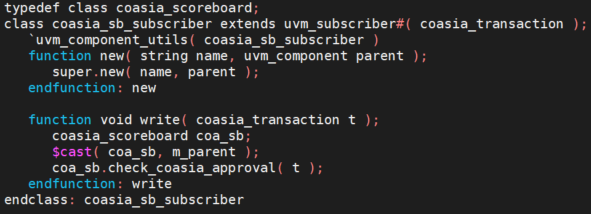 typedef class coasia_scoreboard;
class coasia_sb_subscriber extends uvm_subscriber#( coasia_transaction );
   `uvm_component_utils( coasia_sb_subscriber )
   function new( string name, uvm_component parent );
      super.new( name, parent );
   endfunction: new

   function void write( coasia_transaction t );
      coasia_scoreboard coa_sb;
      $cast( coa_sb, m_parent );
      coa_sb.check_coasia_approval( t );
   endfunction: write
endclass: coasia_sb_subscriber